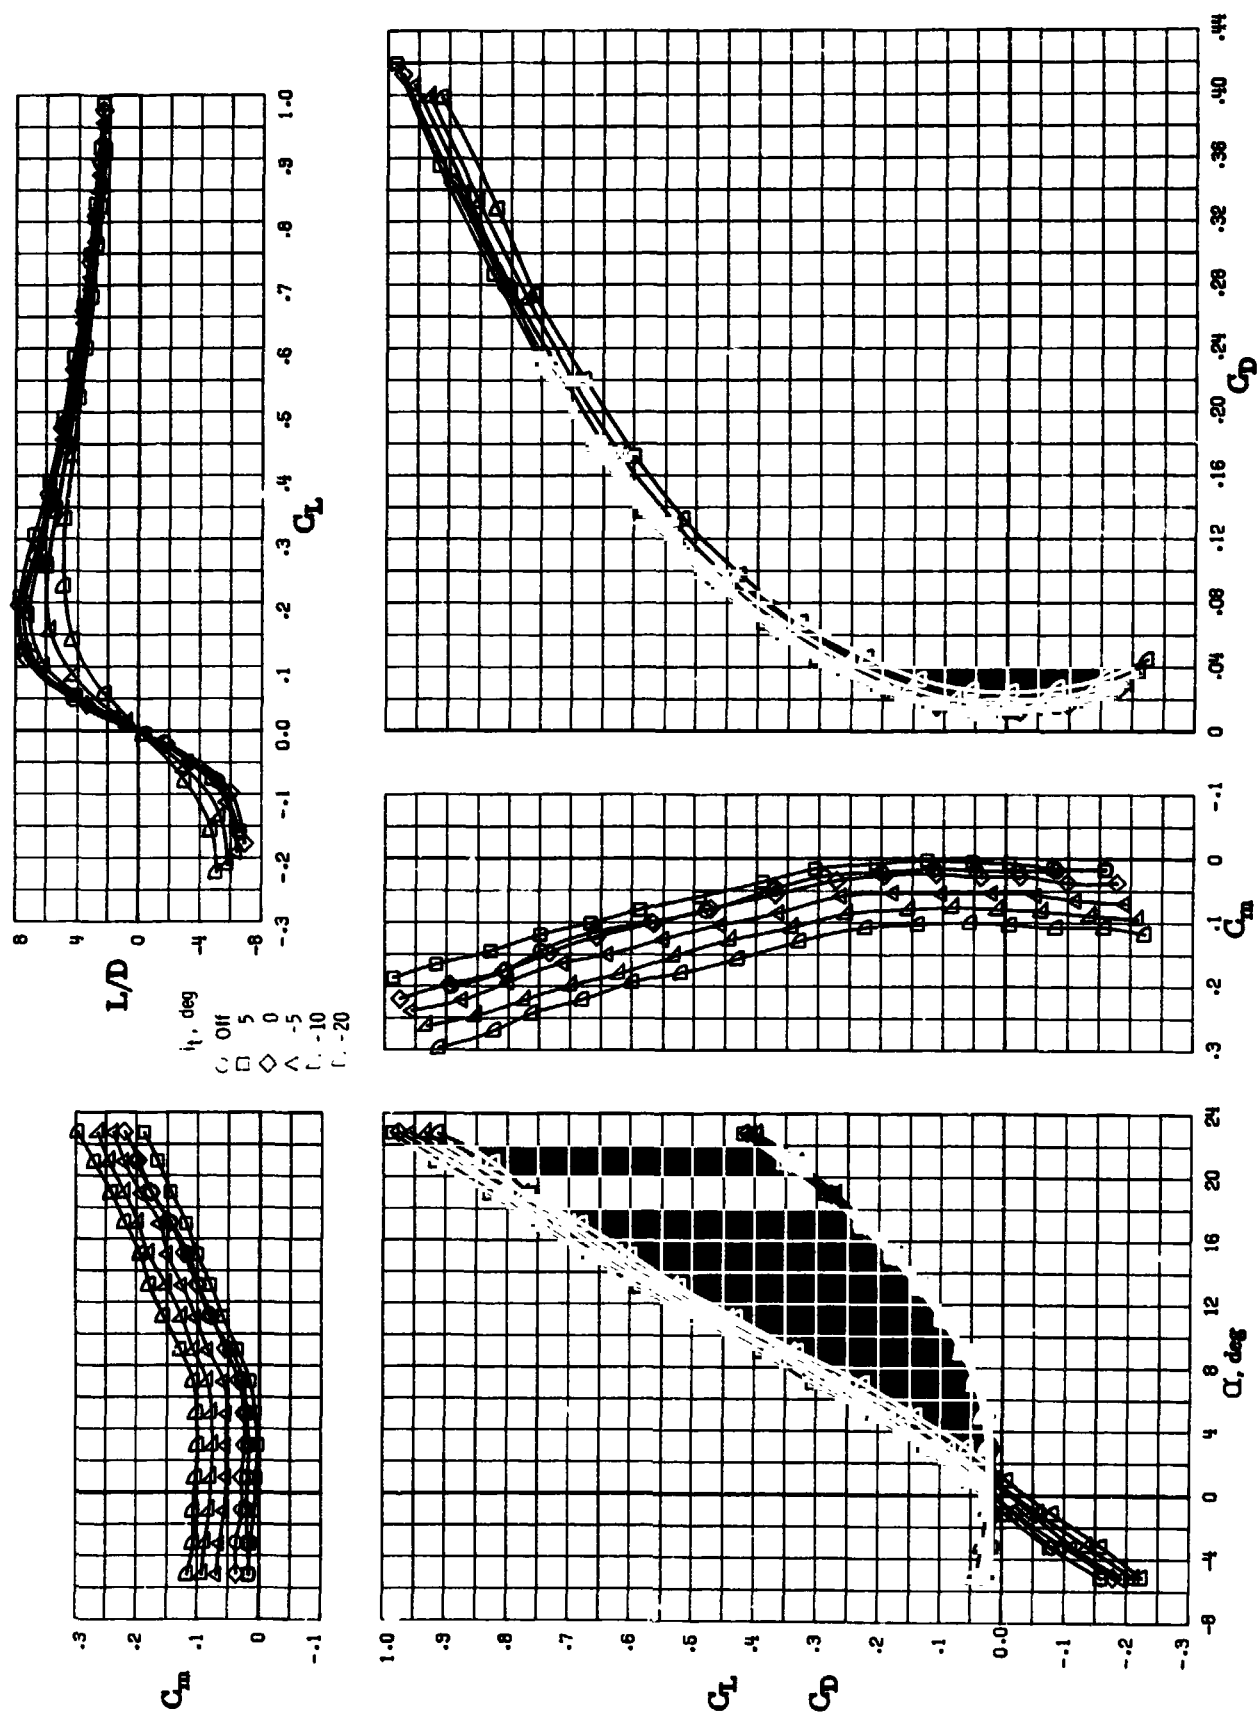 8
4
0
-4
-8
L/D
-.3 -.2 -.1 0.0 .1 .2 .3 .4 .5 .6 .7 .8 .9 1.0
C_L
i_t, deg
Off
5
0
-5
-10
-20
.3
.2
.1
0
-.1
C_m
0 .04 .08 .12 .16 .20 .24 .28 .32 .36 .40 .44
C_D
.3 .2 .1 0 -.1
C_m
1.0
.9
.8
.7
.6
.5
.4
.3
.2
.1
0.0
-.1
-.2
-.3
C_L
C_D
-8 -4 0 4 8 12 16 20 24
α, deg